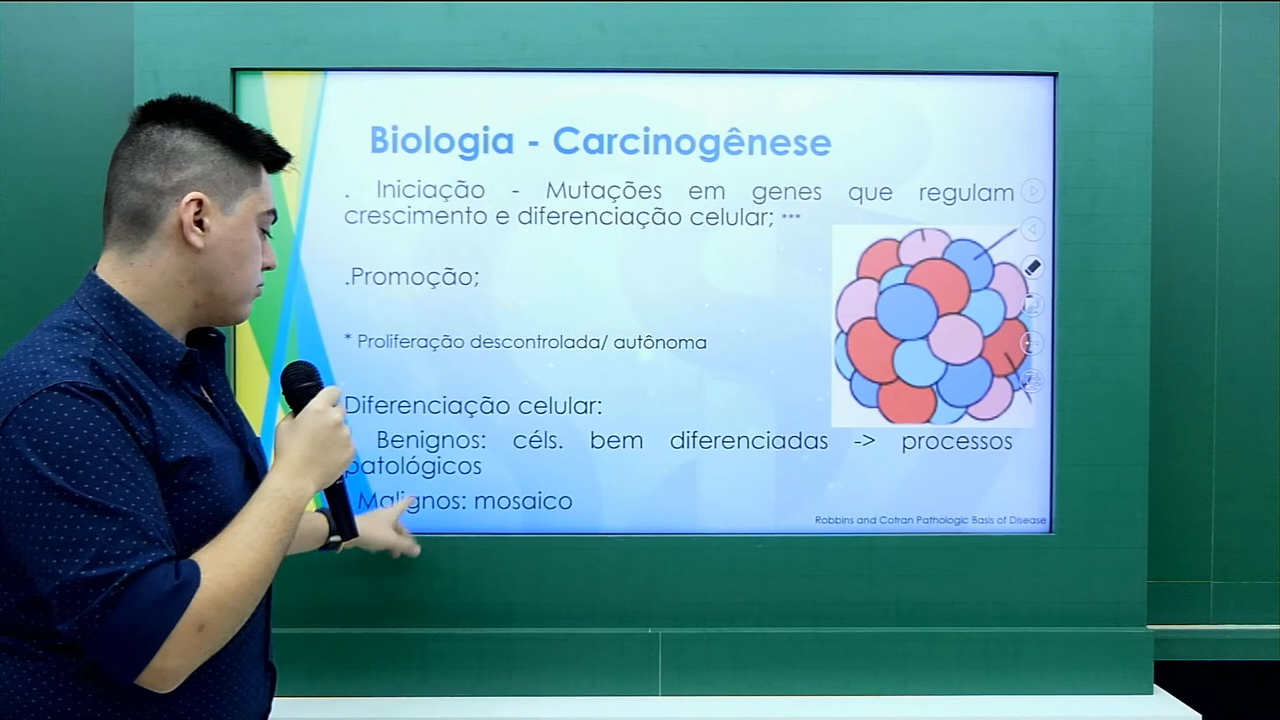 Biologia - Carcinogênese
. Iniciação - Mutações em genes que regulam
crescimento e diferenciação celular; ***
.Promoção;
* Proliferação descontrolada/ autônoma
Diferenciação celular:
Benignos: céls. bem diferenciadas -> processos
patológicos
Malignos: mosaico
Robbins and Cotran Pathologic Basis of Disease